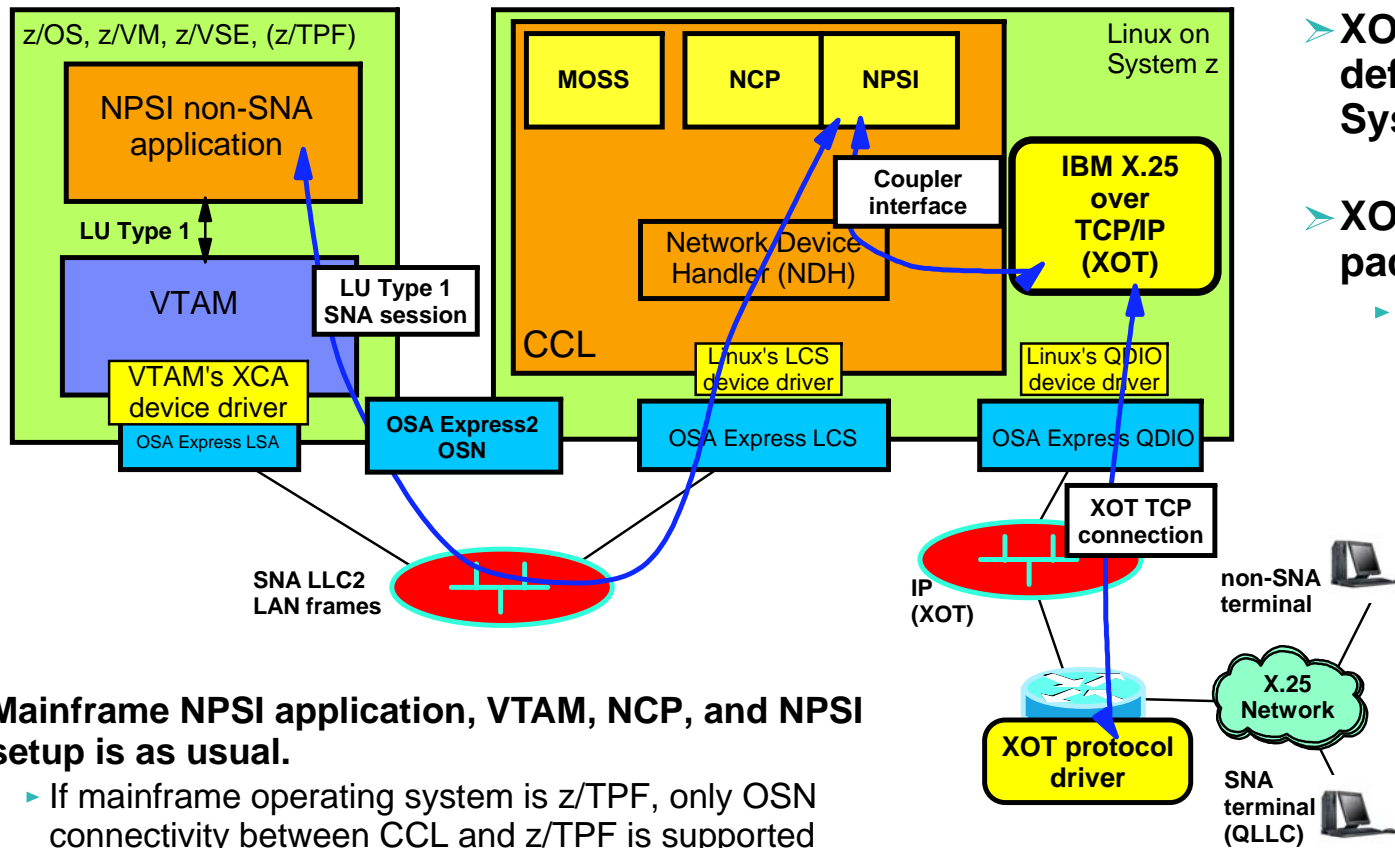 z/OS, z/VM, z/VSE, (z/TPF)
NPSI non-SNA
application
LU Type 1
VTAM
LU Type 1
SNA session
VTAM's XCA
device driver
OSA Express LSA
OSA Express2
OSN
Linux on
System z
MOSS
NCP
NPSI
Coupler
interface
Network Device
Handler (NDH)
CCL
IBM X.25
over
TCP/IP
(XOT)
Linux's LCS
device driver
Linux's QDIO
device driver
OSA Express LCS
OSA Express QDIO
SNA LLC2
LAN frames
XOT TCP
connection
IP
(XOT)
non-SNA
terminal
X.25
Network
XOT protocol
driver
SNA
terminal
(QLLC)
Mainframe NPSI application, VTAM, NCP, and NPSI
setup is as usual.
► If mainframe operating system is z/TPF, only OSN
connectivity between CCL and z/TPF is supported
➢ XO
def
Sys
➢ XO
pac
►